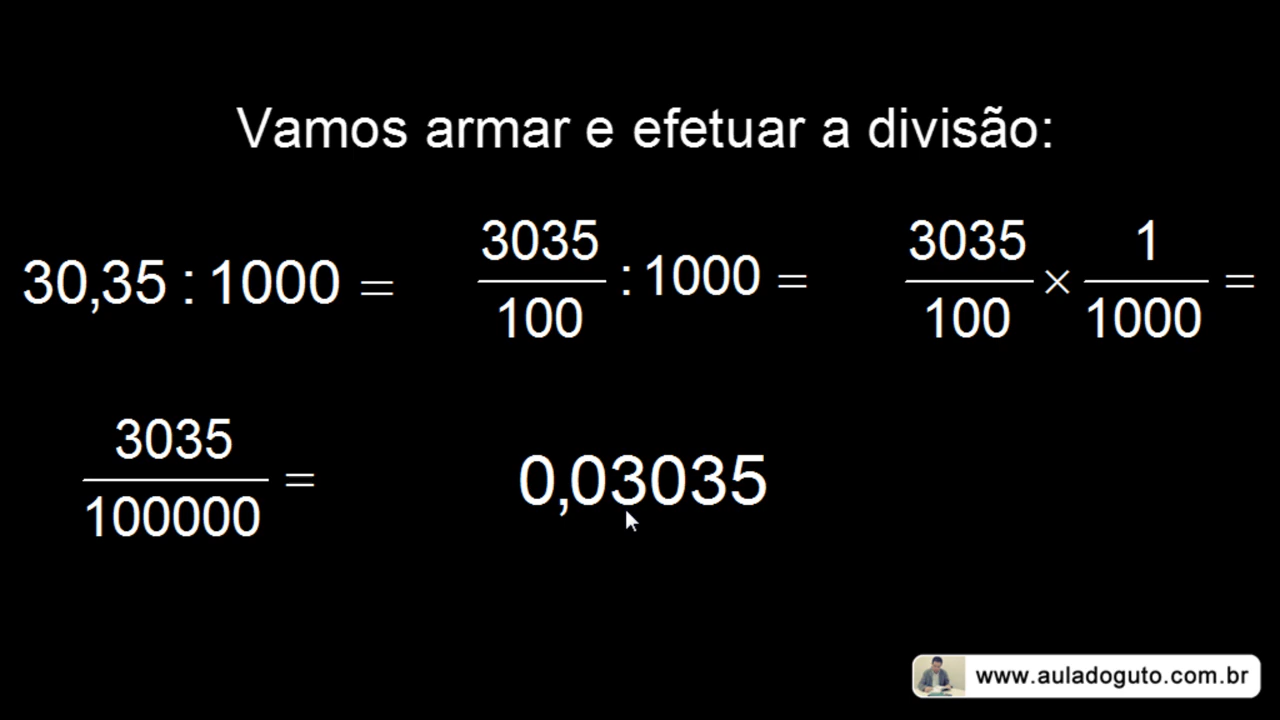 Vamos armar e efetuar a divisão:
30,35 : 1000 =
3035/100 : 1000 =
3035/100 × 1/1000 =
3035/100000 =
0,03035
www.auladoguto.com.br